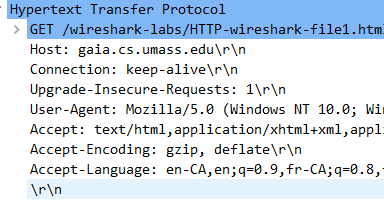 Hypertext Transfer Protocol
GET /wireshark-labs/HTTP-wireshark-file1.htm
Host: gaia.cs.umass.edu\r\n
Connection: keep-alive\r\n
Upgrade-Insecure-Requests: 1\r\n
User-Agent: Mozilla/5.0 (Windows NT 10.0; Wi
Accept: text/html,application/xhtml+xml,appl
Accept-Encoding: gzip, deflate\r\n
Accept-Language: en-CA,en;q=0.9,fr-CA;q=0.8,
\r\n